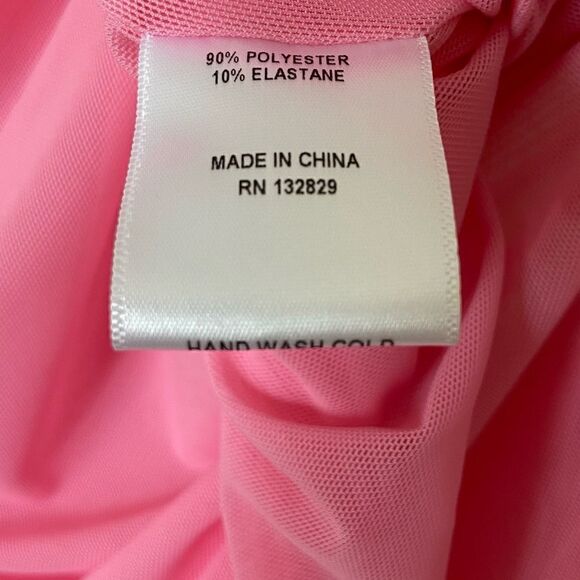 90% POLYESTER
10% ELASTANE
MADE IN CHINA
RN 132829
HAND WASH COLD